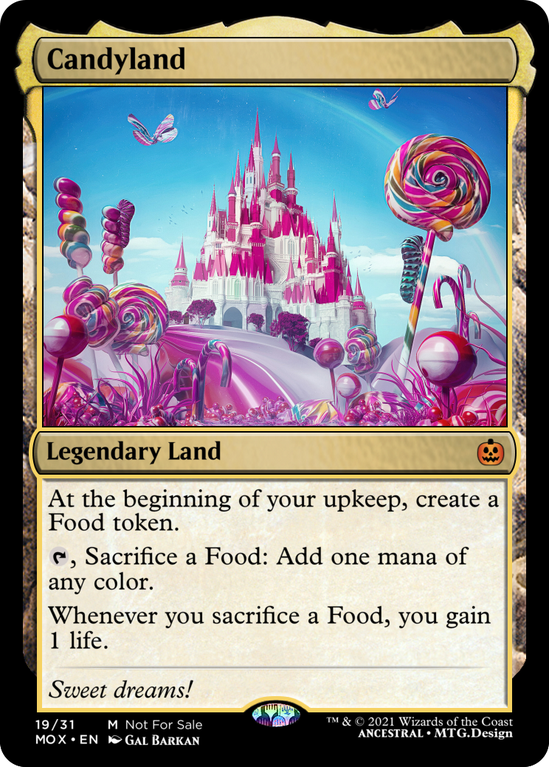 Candyland
Legendary Land
At the beginning of your upkeep, create a
Food token.
, Sacrifice a Food: Add one mana of
any color.
Whenever you sacrifice a Food, you gain
1 life.
Sweet dreams!
19/31 M Not For Sale
MOX • EN Gal Barkan
™ & © 2021 Wizards of the Coast
ANCESTRAL • MTG.Design